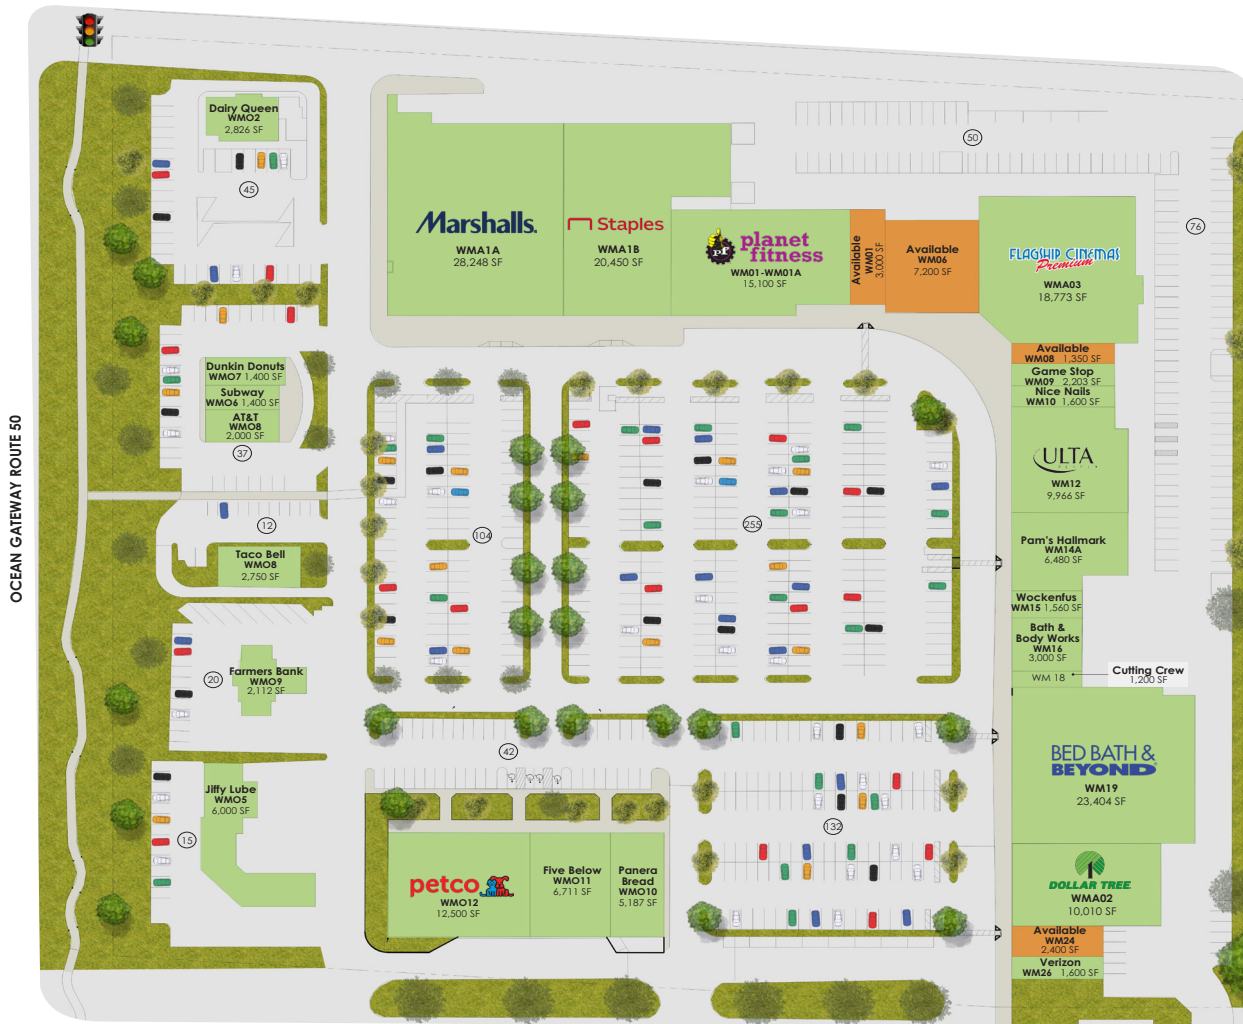 OCEAN GATEWAY ROUTE 50
Dairy Queen
WMO2
2,826 SF
45
Dunkin Donuts
WMO7 1,400 SF
Subway
WMO6 1,400 SF
AT&T
WMO8
2,000 SF
37
12
Taco Bell
WMO8
2,750 SF
20
Farmers Bank
WMO9
2,112 SF
Jiffy Lube
WMO5
6,000 SF
15
Marshalls.
WMA1A
28,248 SF
Staples
WMA1B
20,450 SF
PF
planet
fitness
WM01-WM01A
15,100 SF
Available
WM01
3,000 SF
Available
WM06
7,200 SF
FLAGSHIP CINEMAS
Premium
WMA03
18,773 SF
50
76
Available
WM08 1,350 SF
Game Stop
WM09 2,203 SF
Nice Nails
WM10 1,600 SF
ULTA
WM12
9,966 SF
Pam's Hallmark
WM14A
6,480 SF
Wockenfus
WM15 1,560 SF
Bath &
Body Works
WM16
3,000 SF
WM 18
Cutting Crew
1,200 SF
BED BATH &
BEYOND
WM19
23,404 SF
DOLLAR TREE
WMA02
10,010 SF
Available
WM24
2,400 SF
Verizon
WM26 1,600 SF
104
255
42
132
petco
WMO12
12,500 SF
Five Below
WMO11
6,711 SF
Panera
Bread
WMO10
5,187 SF